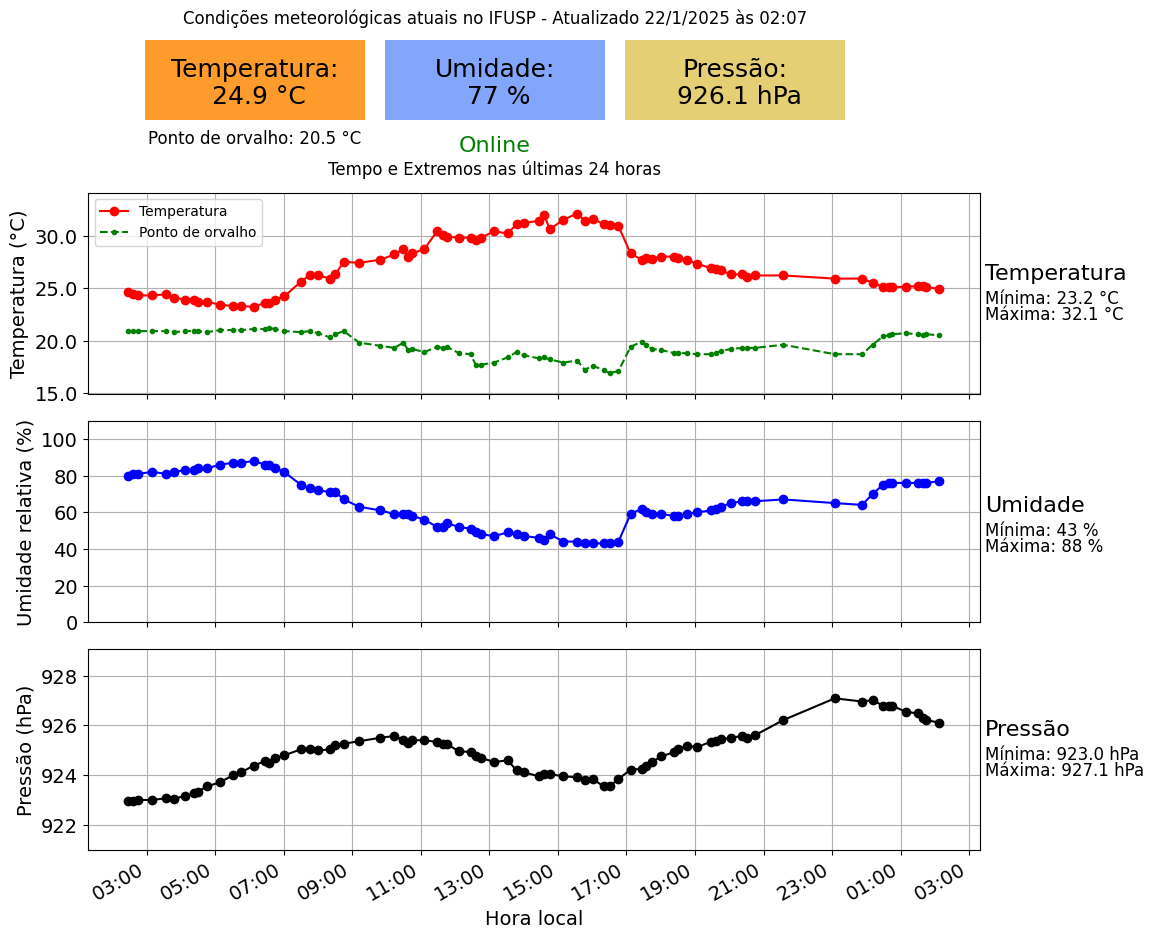 Condições meteorológicas atuais no IFUSP - Atualizado 22/1/2025 às 02:07
Temperatura:
24.9 °C
Umidade:
77 %
Pressão:
926.1 hPa
Ponto de orvalho: 20.5 °C
Online
Tempo e Extremos nas últimas 24 horas
Temperatura (°C)
30.0
25.0
20.0
15.0
Temperatura
Ponto de orvalho
Temperatura
Mínima: 23.2 °C
Máxima: 32.1 °C
Umidade relativa (%)
100
80
60
40
20
0
Umidade
Mínima: 43 %
Máxima: 88 %
Pressão (hPa)
928
926
924
922
Pressão
Mínima: 923.0 hPa
Máxima: 927.1 hPa
03:00 05:00 07:00 09:00 11:00 13:00 15:00 17:00 19:00 21:00 23:00 01:00 03:00
Hora local